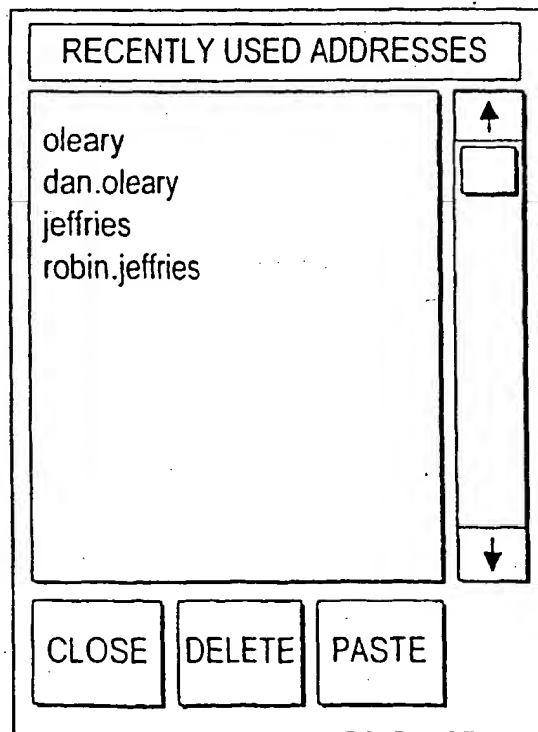 RECENTLY USED ADDRESSES
oleary
dan.oleary
jeffries
robin.jeffries
CLOSE DELETE PASTE